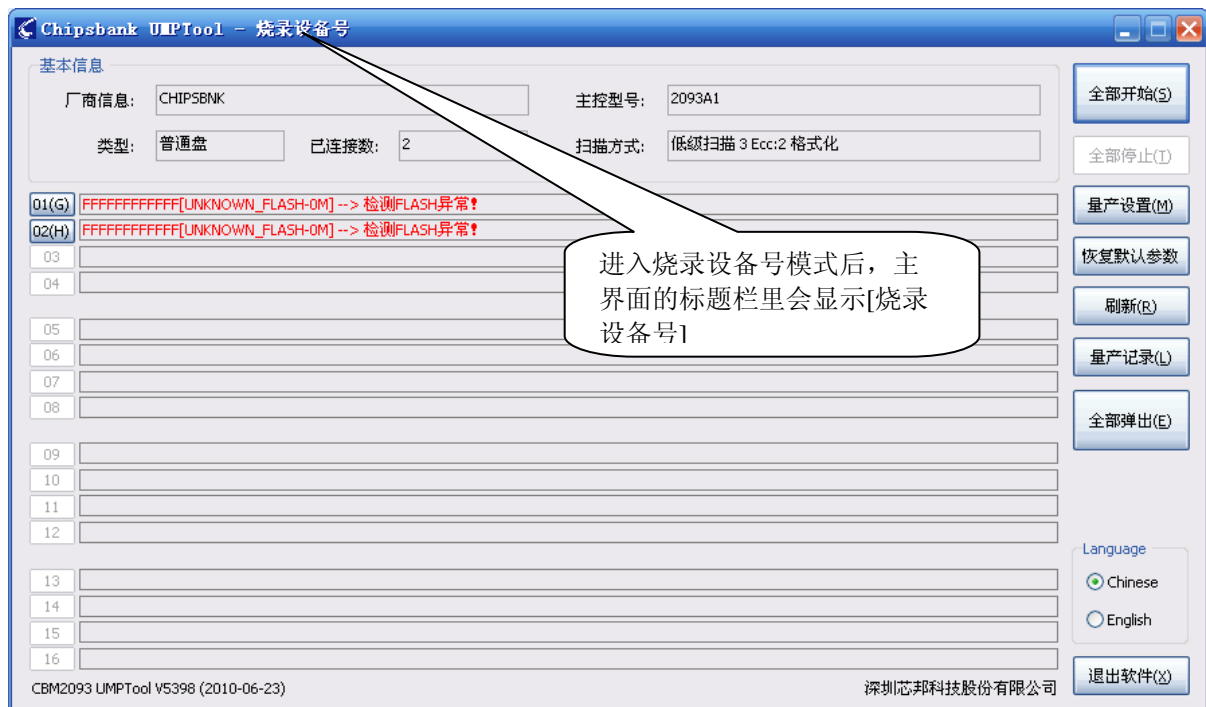 Chipsbank UMPTool - 烧录设备号
基本信息
厂商信息: CHIPSBNK 主控型号: 2093A1
类型: 普通盘 已连接数: 2 扫描方式: 低级扫描 3 Ecc:2 格式化
全部开始(S)
全部停止(T)
量产设置(M)
恢复默认参数
刷新(R)
量产记录(L)
全部弹出(E)
01(G) FFFFFFFFFFFF[UNKNOWN_FLASH-0M] --> 检测FLASH异常!
02(H) FFFFFFFFFFFF[UNKNOWN_FLASH-0M] --> 检测FLASH异常!
03
04
05
06
07
08
09
10
11
12
13
14
15
16
进入烧录设备号模式后，主
界面的标题栏里会显示[烧录
设备号]
Language
Chinese
English
退出软件(X)
CBM2093 UMPTool V5398 (2010-06-23) 深圳芯邦科技股份有限公司